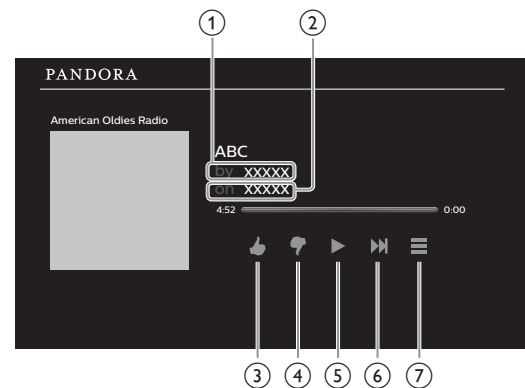 1 2
PANDORA
American Oldies Radio
ABC
by xxxxx
on xxxxx
4:52 0:00
3 4 5 6 7